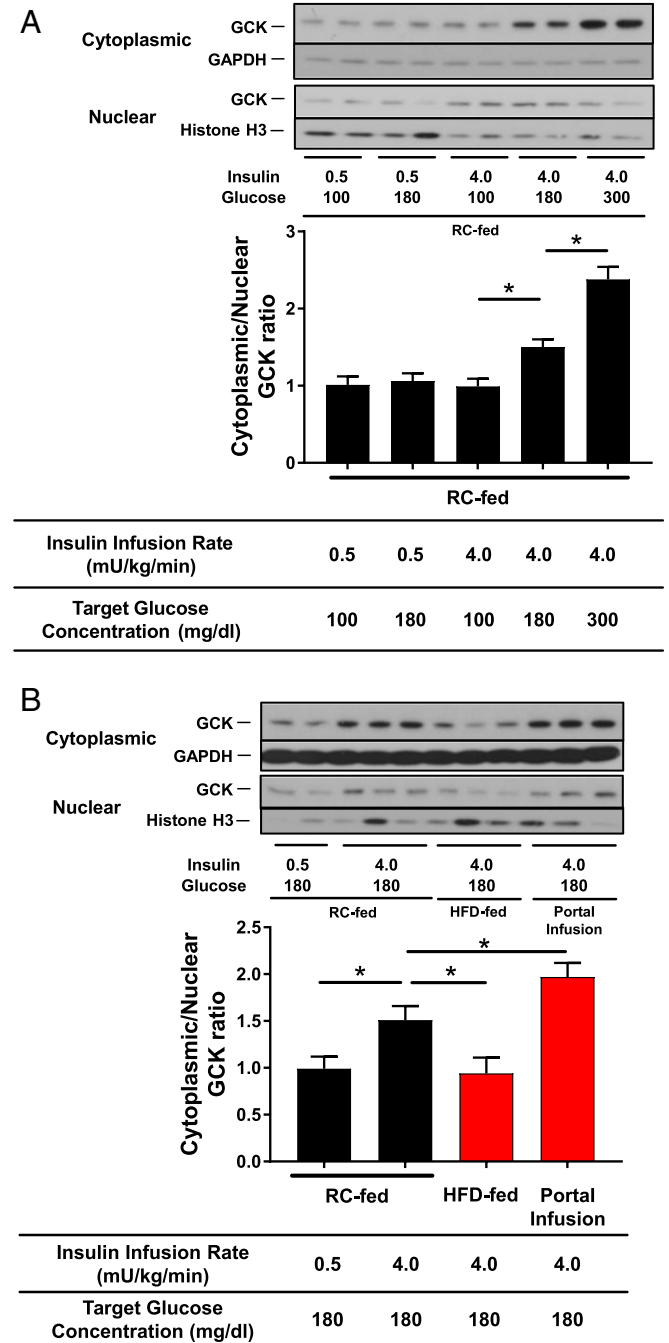 A
Cytoplasmic
GCK
GAPDH
Nuclear
GCK
Histone H3
Insulin 0.5 0.5 4.0 4.0 4.0
Glucose 100 180 100 180 300
RC-fed
Cytoplasmic/Nuclear
GCK ratio
3
2
1
0
* *
RC-fed
Insulin Infusion Rate
(mU/kg/min)
0.5 0.5 4.0 4.0 4.0
Target Glucose
Concentration (mg/dl)
100 180 100 180 300
B
Cytoplasmic
GCK
GAPDH
Nuclear
GCK
Histone H3
Insulin 0.5 4.0 4.0 4.0
Glucose 180 180 180 180
RC-fed HFD-fed Portal
Infusion
Cytoplasmic/Nuclear
GCK ratio
2.5
2.0
1.5
1.0
0.5
0.0
* * *
RC-fed HFD-fed Portal
Infusion
Insulin Infusion Rate
(mU/kg/min)
0.5 4.0 4.0 4.0
Target Glucose
Concentration (mg/dl)
180 180 180 180